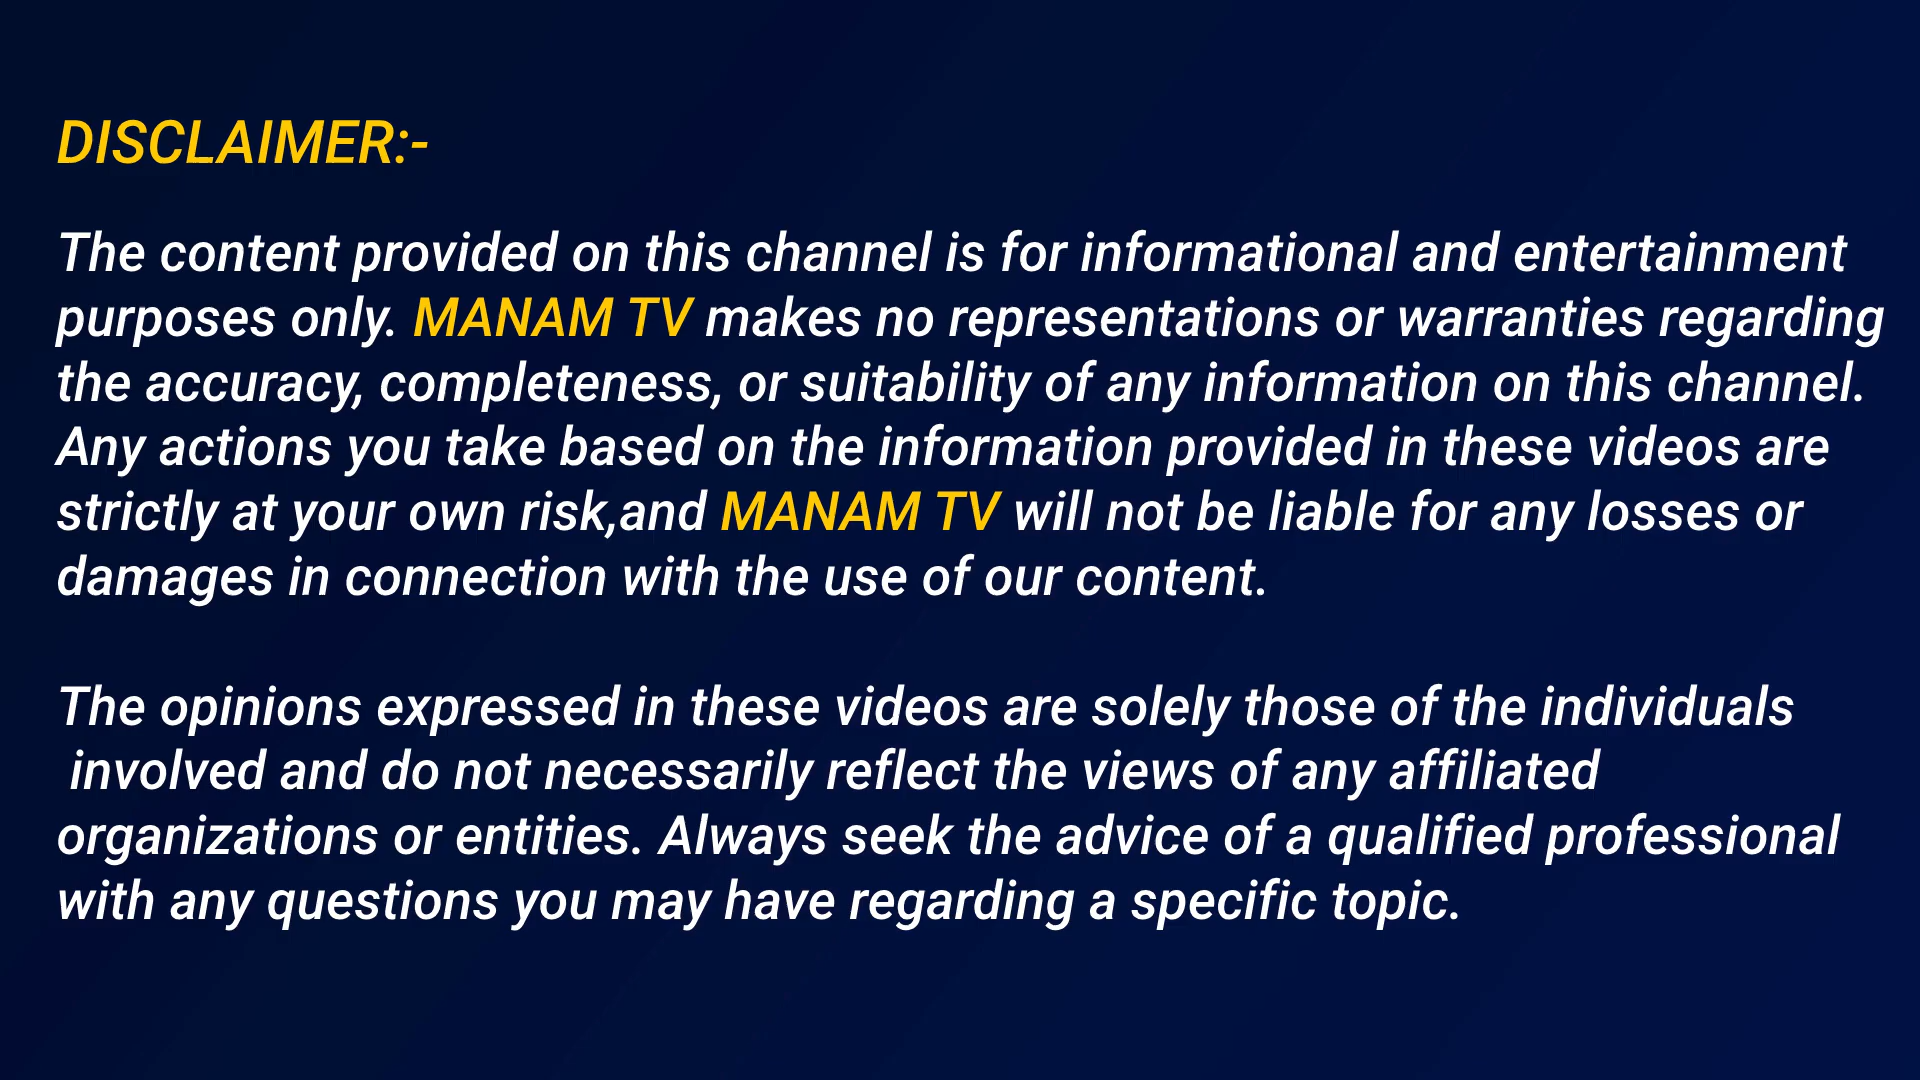 DISCLAIMER:-
The content provided on this channel is for informational and entertainment
purposes only. MANAM TV makes no representations or warranties regarding
the accuracy, completeness, or suitability of any information on this channel.
Any actions you take based on the information provided in these videos are
strictly at your own risk,and MANAM TV will not be liable for any losses or
damages in connection with the use of our content.
The opinions expressed in these videos are solely those of the individuals
involved and do not necessarily reflect the views of any affiliated
organizations or entities. Always seek the advice of a qualified professional
with any questions you may have regarding a specific topic.